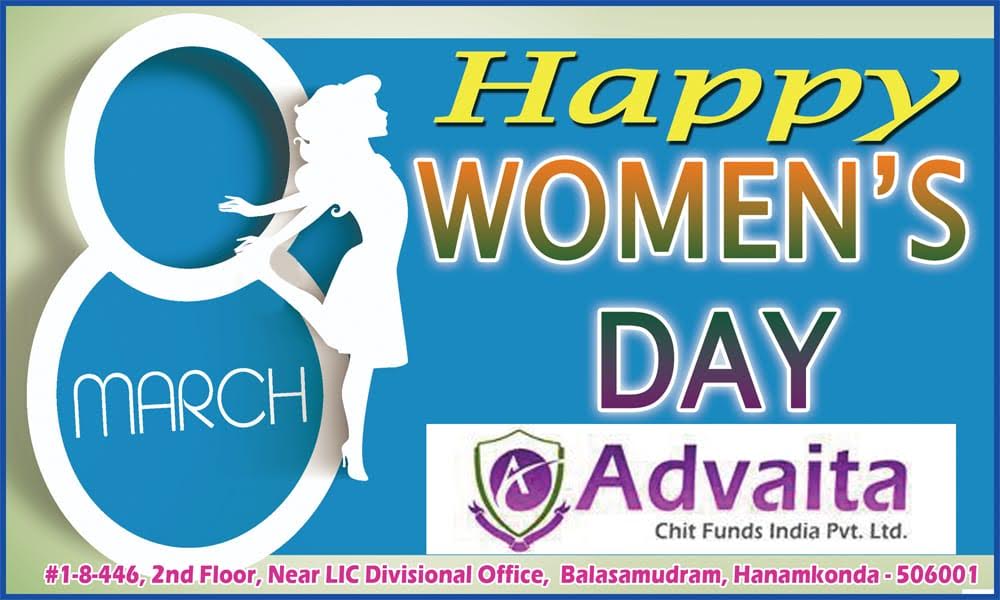 8
MARCH
Happy
WOMEN'S
DAY
A
Advaita
Chit Funds India Pvt. Ltd.
#1-8-446, 2nd Floor, Near LIC Divisional Office, Balasamudram, Hanamkonda - 506001